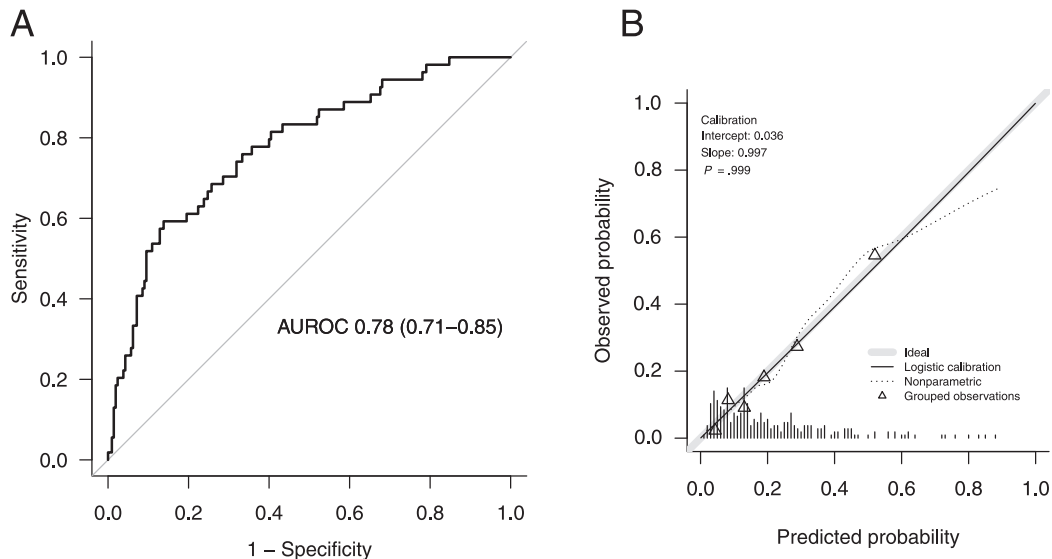 A
Sensitivity
1.0
0.8
0.6
0.4
0.2
0.0
AUROC 0.78 (0.71–0.85)
0.0 0.2 0.4 0.6 0.8 1.0
1 – Specificity
B
Observed probability
1.0
0.8
0.6
0.4
0.2
0.0
Calibration
Intercept: 0.036
Slope: 0.997
P = .999
Ideal
Logistic calibration
Nonparametric
Grouped observations
0.0 0.2 0.4 0.6 0.8 1.0
Predicted probability